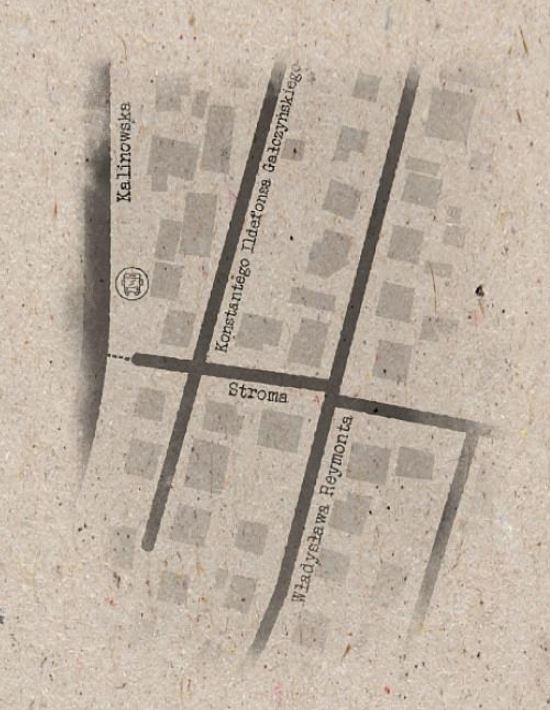 Kalinowska
Konstantego Ildefonsa Gałczyńskiego
Stroma
Władysława Reymonta